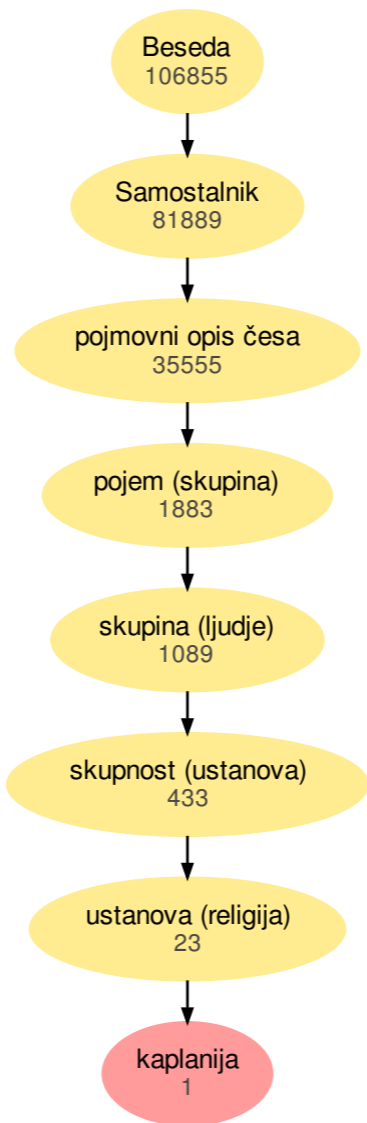 Beseda
106855
Samostalnik
81889
pojmovni opis česa
35555
pojem (skupina)
1883
skupina (ljudje)
1089
skupnost (ustanova)
433
ustanova (religija)
23
kaplanija
1